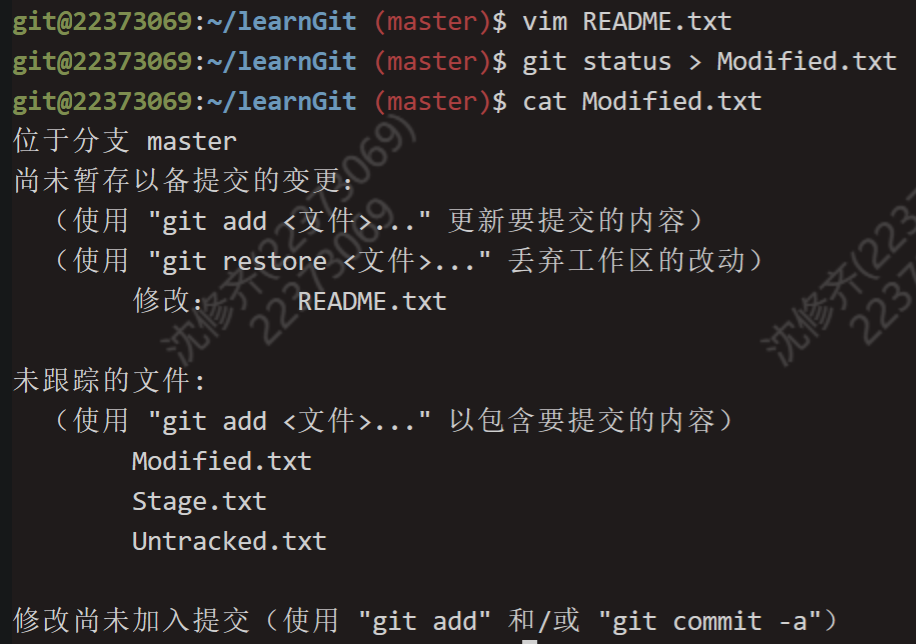 git@22373069:~/learnGit (master)$ vim README.txt
git@22373069:~/learnGit (master)$ git status > Modified.txt
git@22373069:~/learnGit (master)$ cat Modified.txt
位于分支 master
尚未暂存以备提交的变更：
  （使用 "git add <文件>..." 更新要提交的内容）
  （使用 "git restore <文件>..." 丢弃工作区的改动）
        修改：     README.txt

未跟踪的文件:
  （使用 "git add <文件>..." 以包含要提交的内容）
        Modified.txt
        Stage.txt
        Untracked.txt

修改尚未加入提交（使用 "git add" 和/或 "git commit -a"）
沈修齐(22373069)
22373069
沈修齐(223
2237